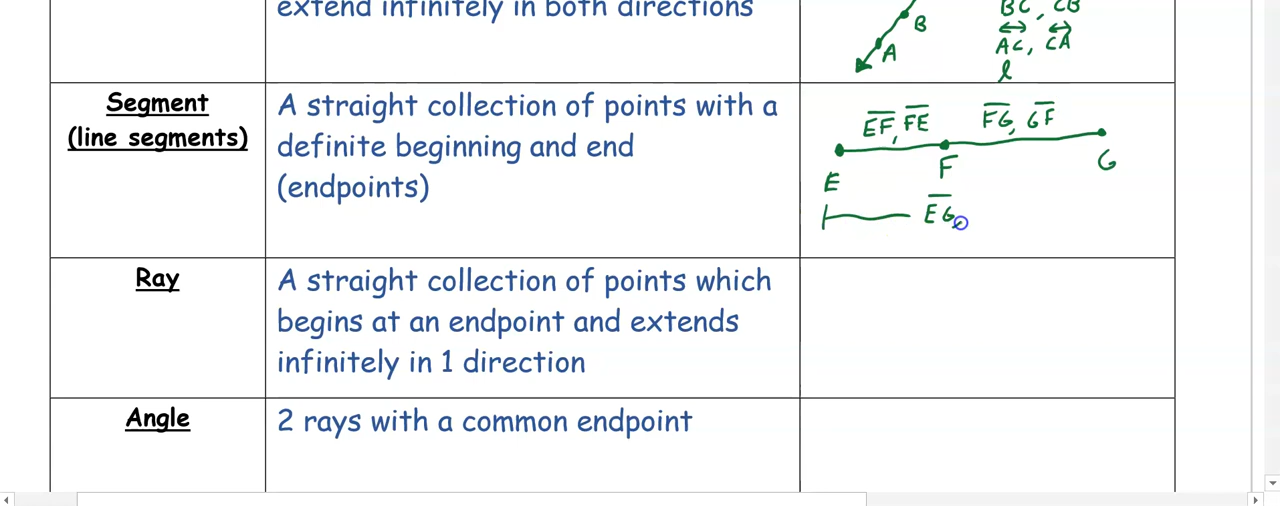 extend infinitely in both directions
B
A
BC, CB
AC, CA
l
Segment
(line segments)
A straight collection of points with a
definite beginning and end
(endpoints)
EF, FE
FG, GF
E
F
G
EG
Ray
A straight collection of points which
begins at an endpoint and extends
infinitely in 1 direction
Angle
2 rays with a common endpoint